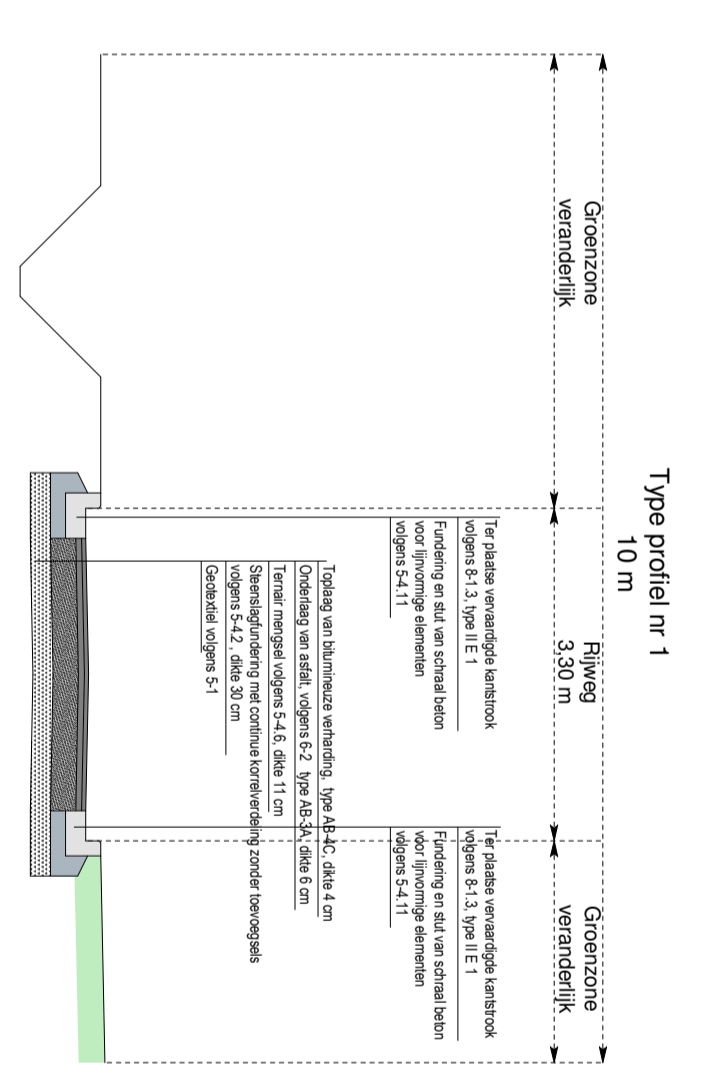 Type profiel nr 1
10 m
Groenzone
veranderlijk
Rijweg
3,30 m
Groenzone
veranderlijk
Ter plaatse vervaardigde kantstrook
volgens 8-1.3, type II E 1
Fundering en stut van schraal beton
voor lijnvormige elementen
volgens 5-4.11
Ter plaatse vervaardigde kantstrook
volgens 8-1.3, type II E 1
Fundering en stut van schraal beton
voor lijnvormige elementen
volgens 5-4.11
Toplaag van bitumineuze verharding, type AB-4C, dikte 4 cm
Onderlaag van asfalt, volgens 6-2 type AB-3A, dikte 6 cm
Ternair mengsel volgens 5-4.6, dikte 11 cm
Steenslagfundering met continue korrelverdeling zonder toevoegsels
volgens 5-4.2 , dikte 30 cm
Geotextiel volgens 5-1